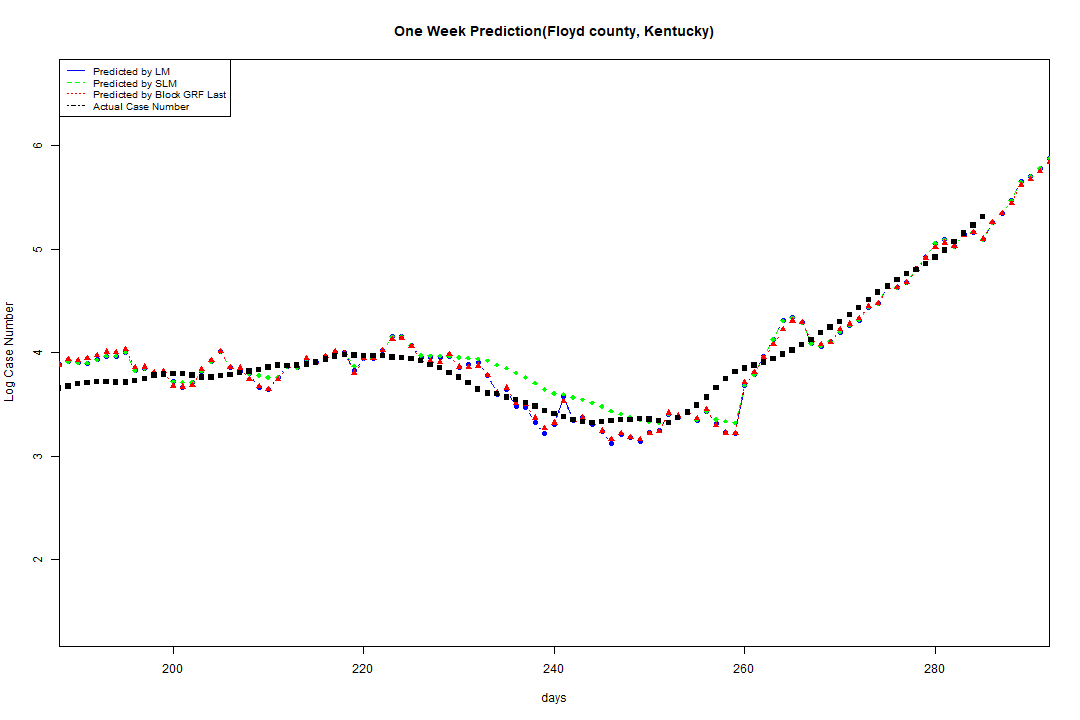 One Week Prediction(Floyd county, Kentucky)
Predicted by LM
Predicted by SLM
Predicted by Block GRF Last
Actual Case Number
6
5
4
3
2
Log Case Number
200 220 240 260 280
days